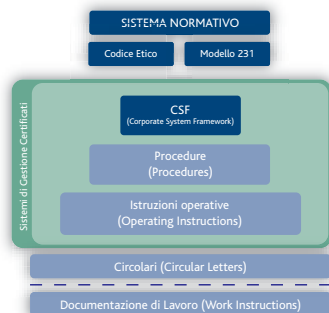 SISTEMA NORMATIVO
Codice Etico
Modello 231
Sistemi di Gestione Certificati
CSF
(Corporate System Framework)
Procedure
(Procedures)
Istruzioni operative
(Operating Instructions)
Circolari (Circular Letters)
Documentazione di Lavoro (Work Instructions)